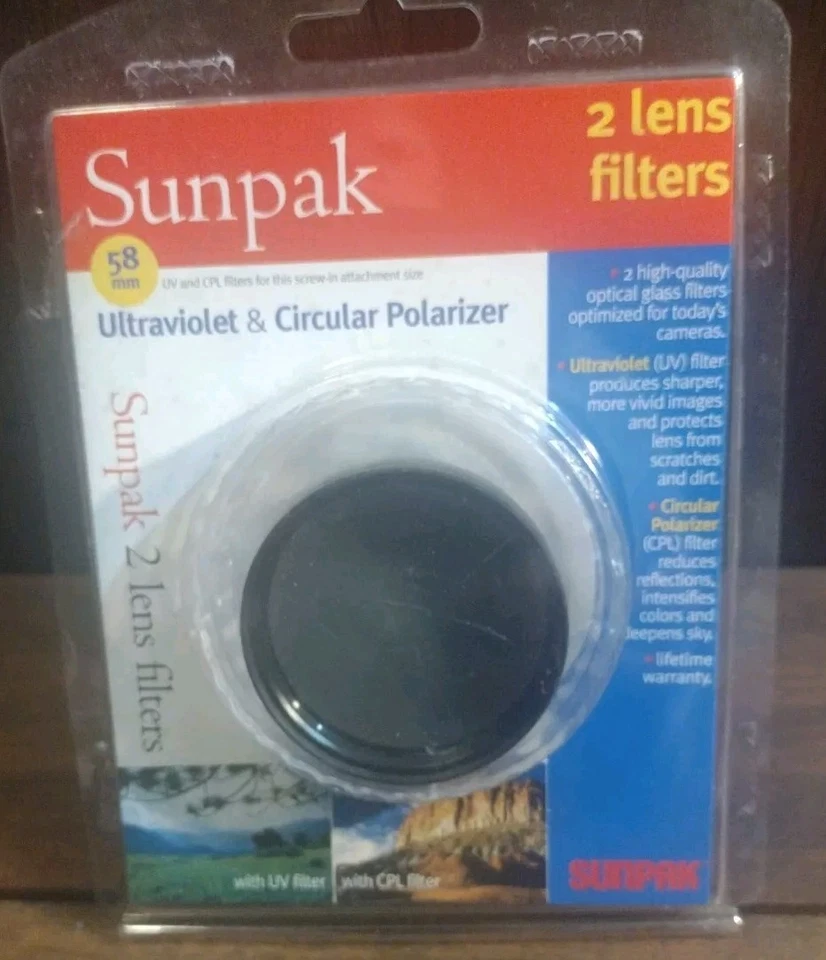 Sunpak
2 lens
filters
58
mm
UV and CPL filters for this screw-in attachment size
Ultraviolet & Circular Polarizer
Sunpak 2 lens filters
• 2 high-quality
optical glass filters
optimized for today's
cameras.
• Ultraviolet (UV) filter
produces sharper,
more vivid images
and protects
lens from
scratches
and dirt.
• Circular
Polarizer
(CPL) filter
reduces
reflections,
intensifies
colors and
deepens sky.
• lifetime
warranty.
with UV filter
with CPL filter
SUNPAK